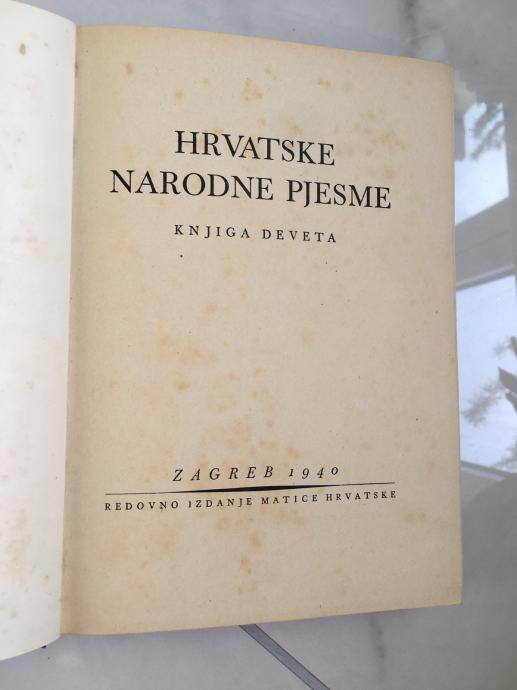 HRVATSKE
NARODNE PJESME
KNJIGA DEVETA
ZAGREB 1940
REDOVNO IZDANJE MATICE HRVATSKE